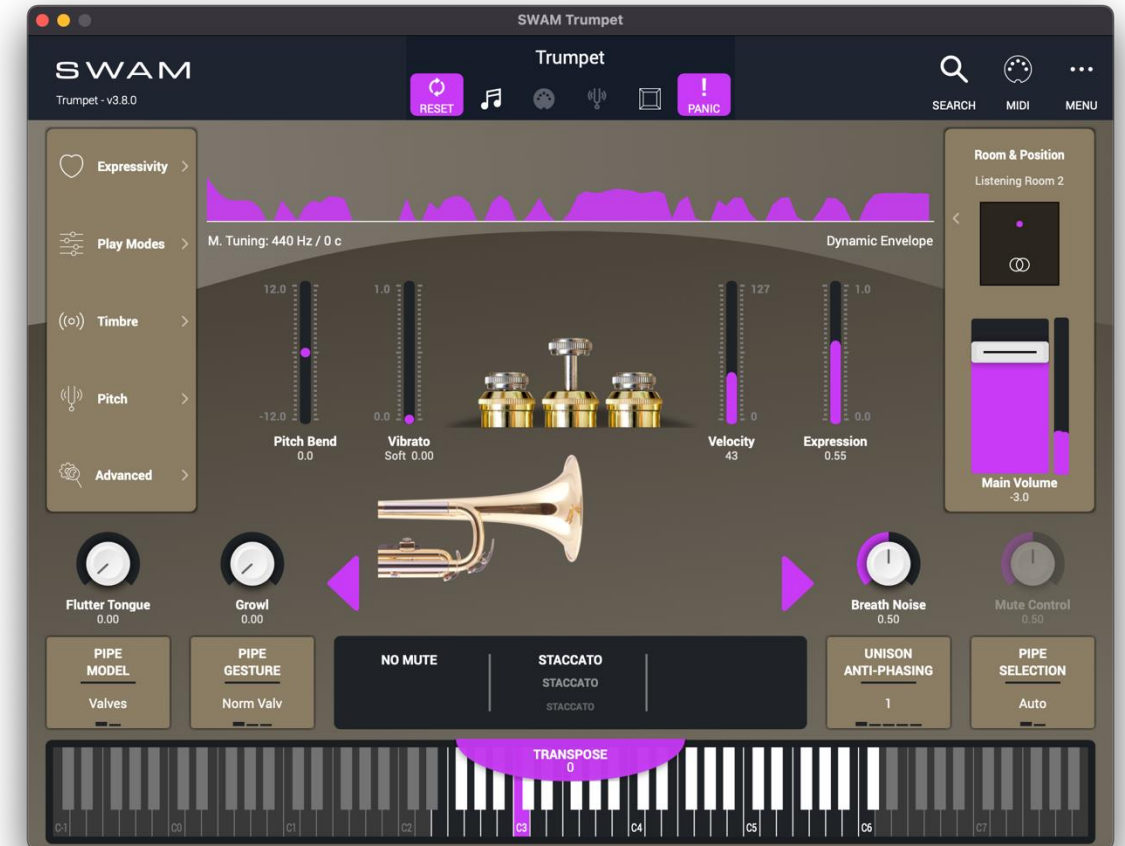 SWAM Trumpet
SWAM
Trumpet - v3.8.0
Trumpet
RESET
PANIC
SEARCH
MIDI
MENU
Expressivity
Play Modes
Timbre
Pitch
Advanced
M. Tuning: 440 Hz / 0 c
Dynamic Envelope
Room & Position
Listening Room 2
12.0
-12.0
Pitch Bend
0.0
1.0
0.0
Vibrato
Soft 0.00
127
0
Velocity
43
1.0
0.0
Expression
0.55
Main Volume
-3.0
Flutter Tongue
0.00
Growl
0.00
Breath Noise
0.50
Mute Control
0.50
PIPE
MODEL
Valves
PIPE
GESTURE
Norm Valv
NO MUTE
STACCATO
STACCATO
STACCATO
UNISON
ANTI-PHASING
1
PIPE
SELECTION
Auto
TRANSPOSE
0
C-1 C0 C1 C2 C3 C4 C5 C6 C7